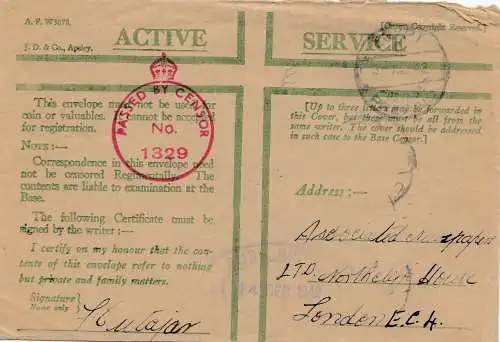 A. F. W3078.
[Crown Copyright Reserved.]
ACTIVE SERVICE
J. D. & Co., Apsley.
PASSED BY CENSOR
No.
1329
This envelope must not be used for
coin or valuables. It cannot be accepted
for registration.
NOTE:—
Correspondence in this envelope need
not be censored Regimentally. The
contents are liable to examination at the
Base.
The following Certificate must be
signed by the writer:—
I certify on my honour that the con-
tents of this envelope refer to nothing
but private and family matters.
Signature
Name only
[Up to three letters may be forwarded in
this Cover, but these must be all from the
same writer. The cover should be addressed
in such case to the Base Censor.]
Address:—
Associated Newspapers
LTD. Northcliffe House
London E.C.4.